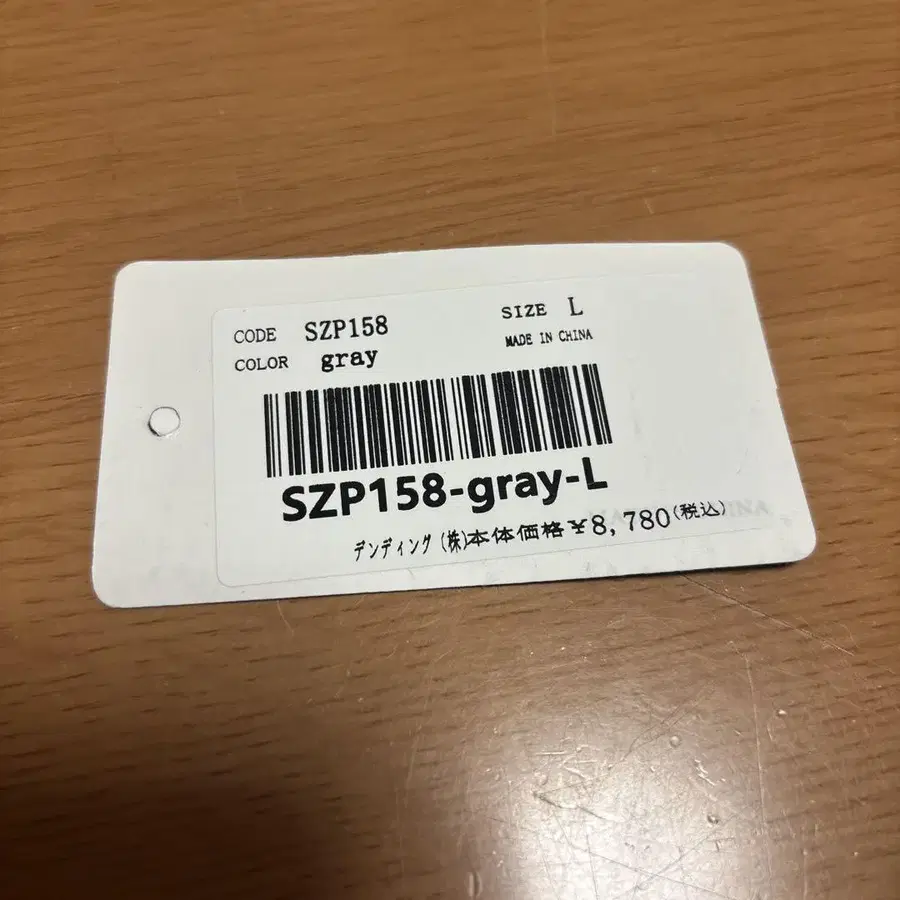 CODE SZP158 SIZE L
COLOR gray MADE IN CHINA
SZP158-gray-L
デンディング(株)本体価格￥8,780(税込)